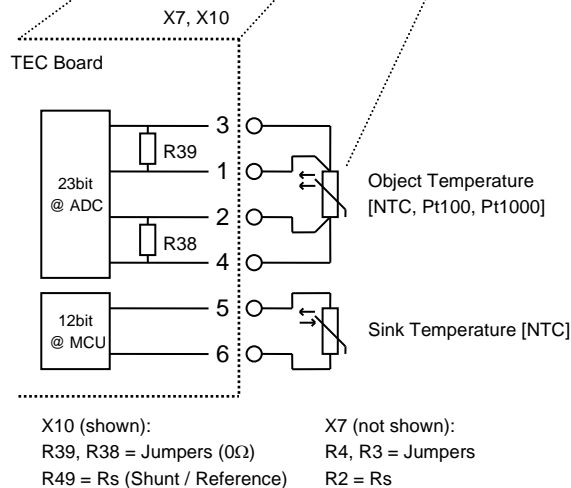 X7, X10
TEC Board
3
R39
1
23bit
@ ADC
Object Temperature
[NTC, Pt100, Pt1000]
2
R38
4
5
12bit
@ MCU
Sink Temperature [NTC]
6
X10 (shown):
R39, R38 = Jumpers (0Ω)
R49 = Rs (Shunt / Reference)
X7 (not shown):
R4, R3 = Jumpers
R2 = Rs